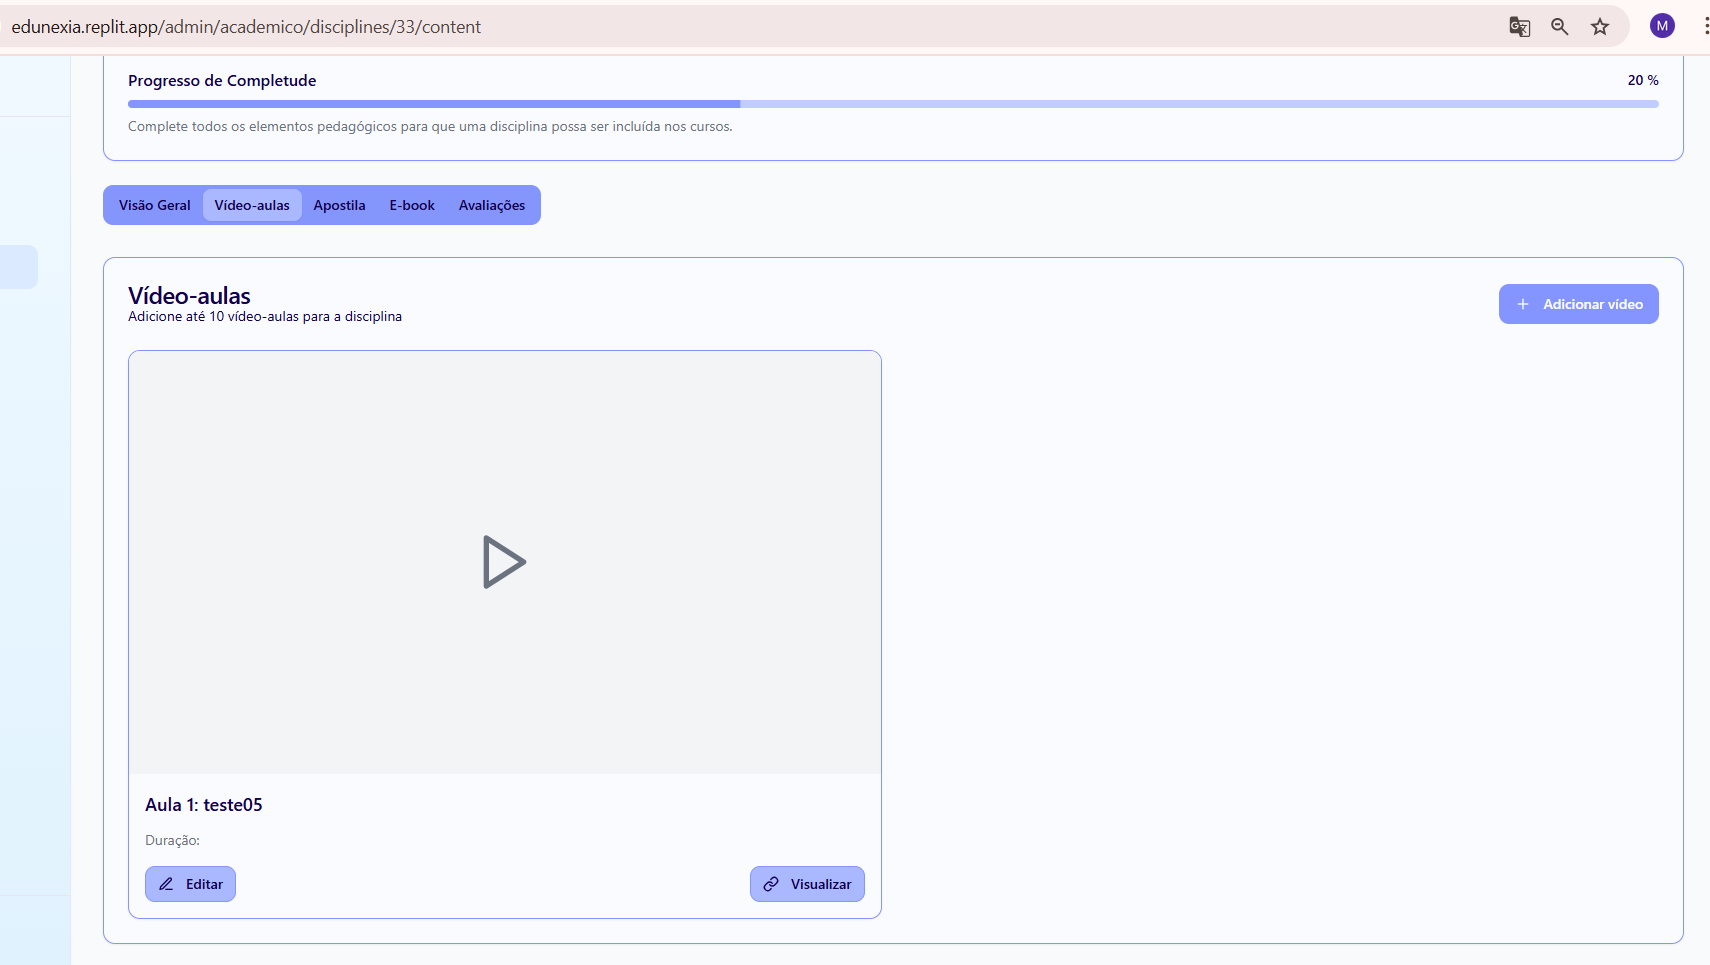 edunexia.replit.app/admin/academico/disciplines/33/content
M
Progresso de Completude
20 %
Complete todos os elementos pedagógicos para que uma disciplina possa ser incluída nos cursos.
Visão Geral Vídeo-aulas Apostila E-book Avaliações
Vídeo-aulas
Adicione até 10 vídeo-aulas para a disciplina
Adicionar vídeo
Aula 1: teste05
Duração:
Editar
Visualizar